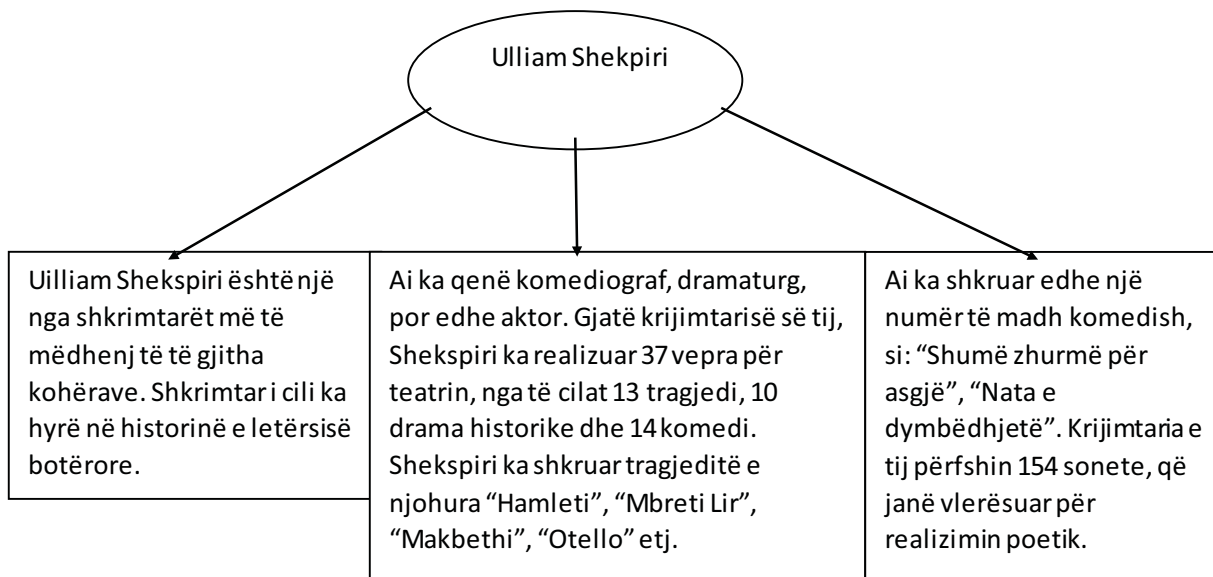 Ulliam Shekpiri
Uilliam Shekspiri është një
nga shkrimtarët më të
mëdhenj të të gjitha
kohërave. Shkrimtar i cili ka
hyrë në historinë e letërsisë
botërore.
Ai ka qenë komediograf, dramaturg,
por edhe aktor. Gjatë krijimtarisë së tij,
Shekspiri ka realizuar 37 vepra për
teatrin, nga të cilat 13 tragjedi, 10
drama historike dhe 14 komedi.
Shekspiri ka shkruar tragjeditë e
njohura “Hamleti”, “Mbreti Lir”,
“Makbethi”, “Otello” etj.
Ai ka shkruar edhe një
numër të madh komedish,
si: “Shumë zhurmë për
asgjë”, “Nata e
dymbëdhjetë”. Krijimtaria e
tij përfshin 154 sonete, që
janë vlerësuar për
realizimin poetik.